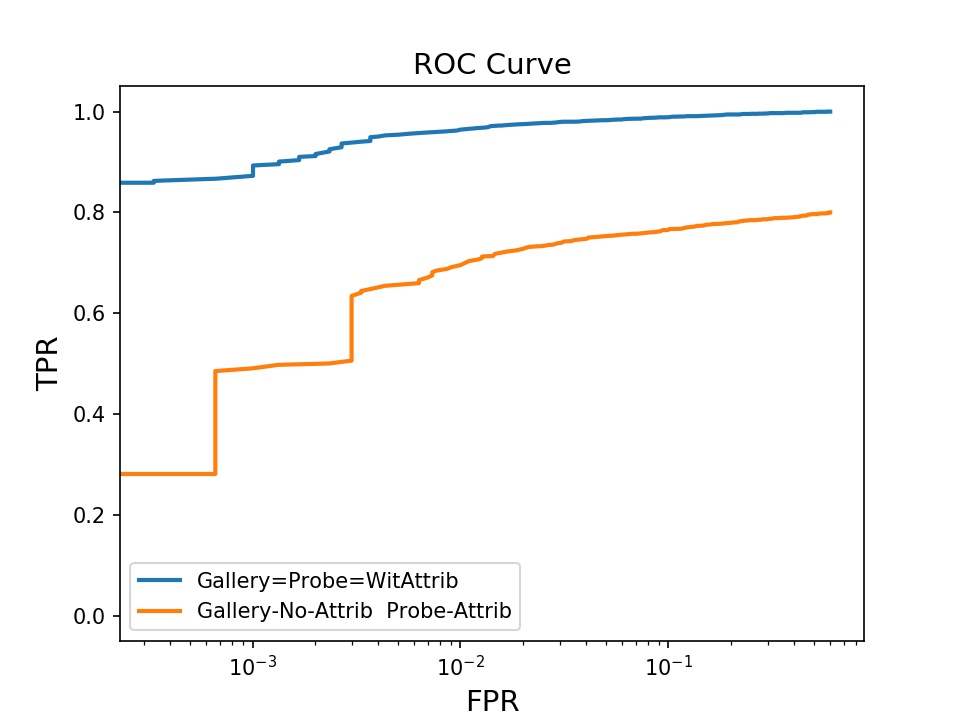 ROC Curve
1.0
0.8
0.6
0.4
0.2
0.0
TPR
Gallery=Probe=WitAttrib
Gallery-No-Attrib  Probe-Attrib
10⁻³ 10⁻² 10⁻¹
FPR